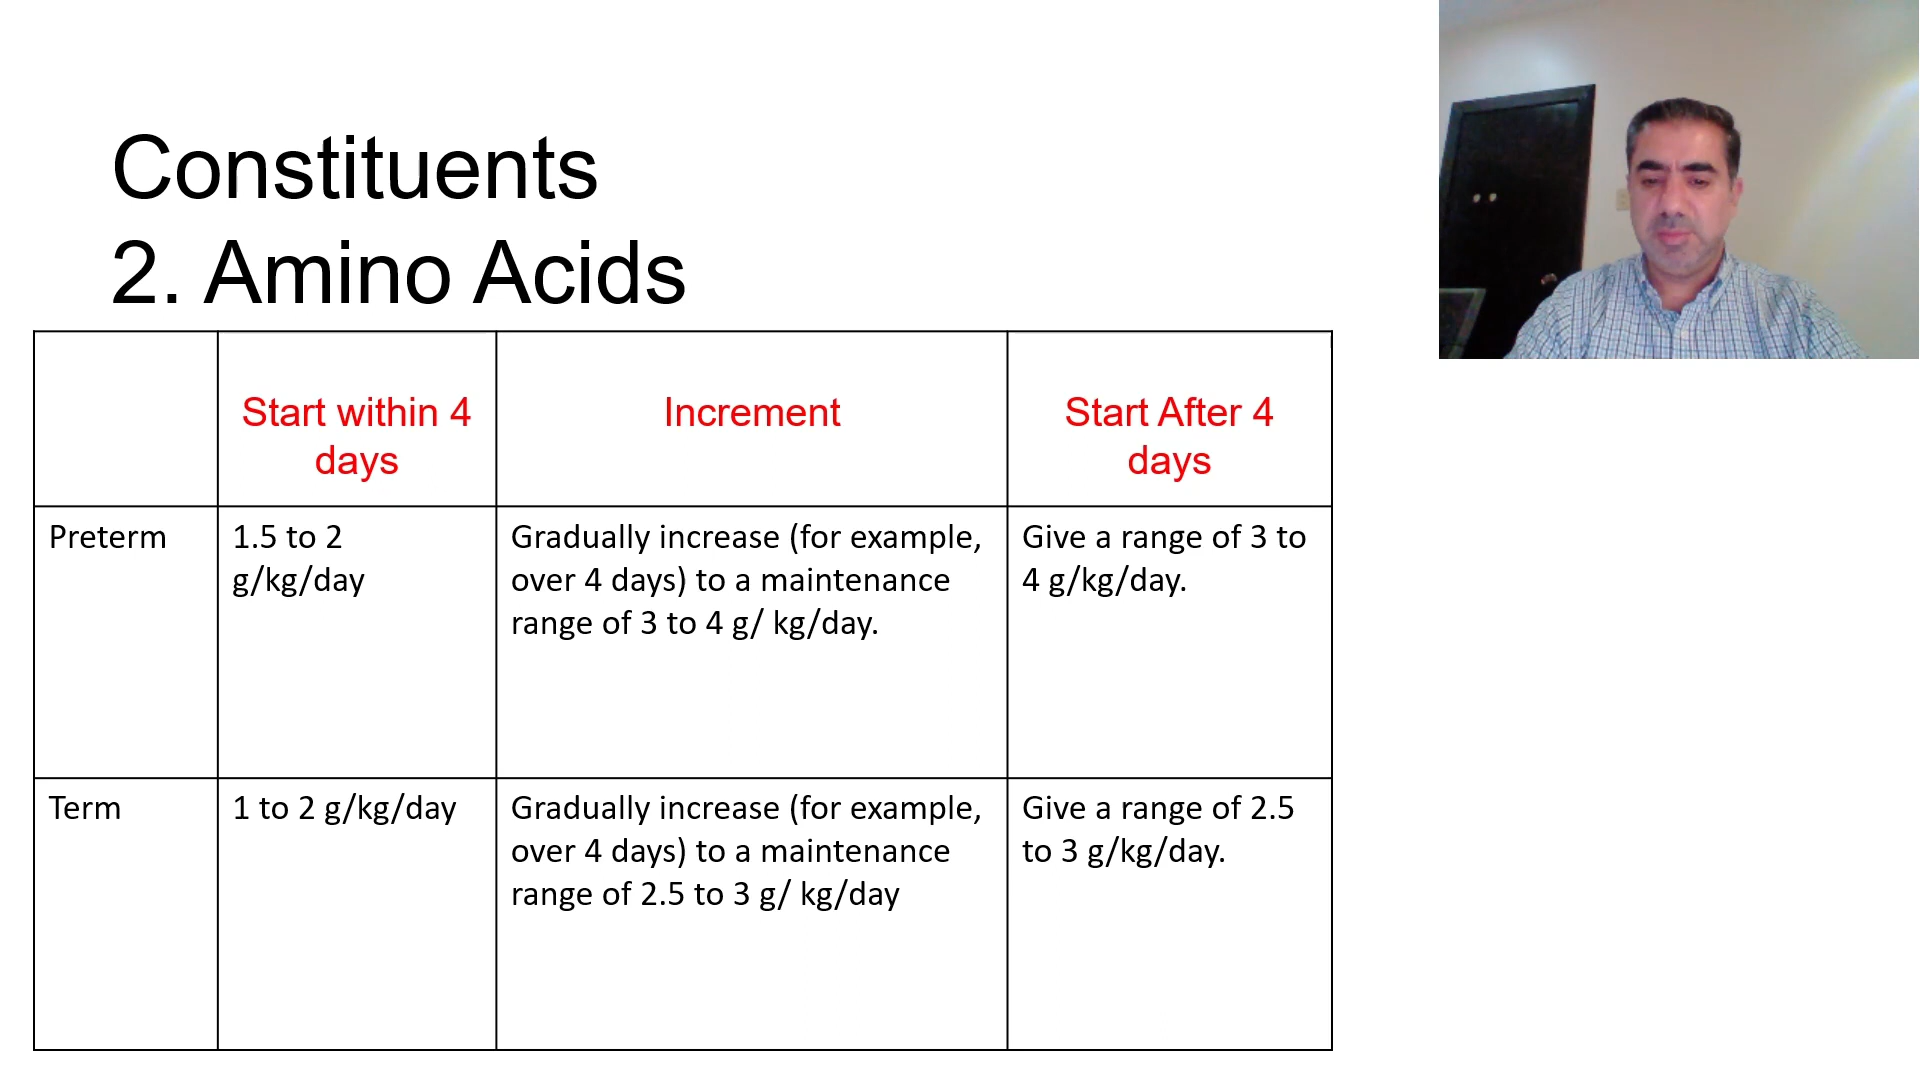 Constituents
2. Amino Acids
Start within 4
days
Increment
Start After 4
days
Preterm
1.5 to 2
g/kg/day
Gradually increase (for example,
over 4 days) to a maintenance
range of 3 to 4 g/ kg/day.
Give a range of 3 to
4 g/kg/day.
Term
1 to 2 g/kg/day
Gradually increase (for example,
over 4 days) to a maintenance
range of 2.5 to 3 g/ kg/day
Give a range of 2.5
to 3 g/kg/day.